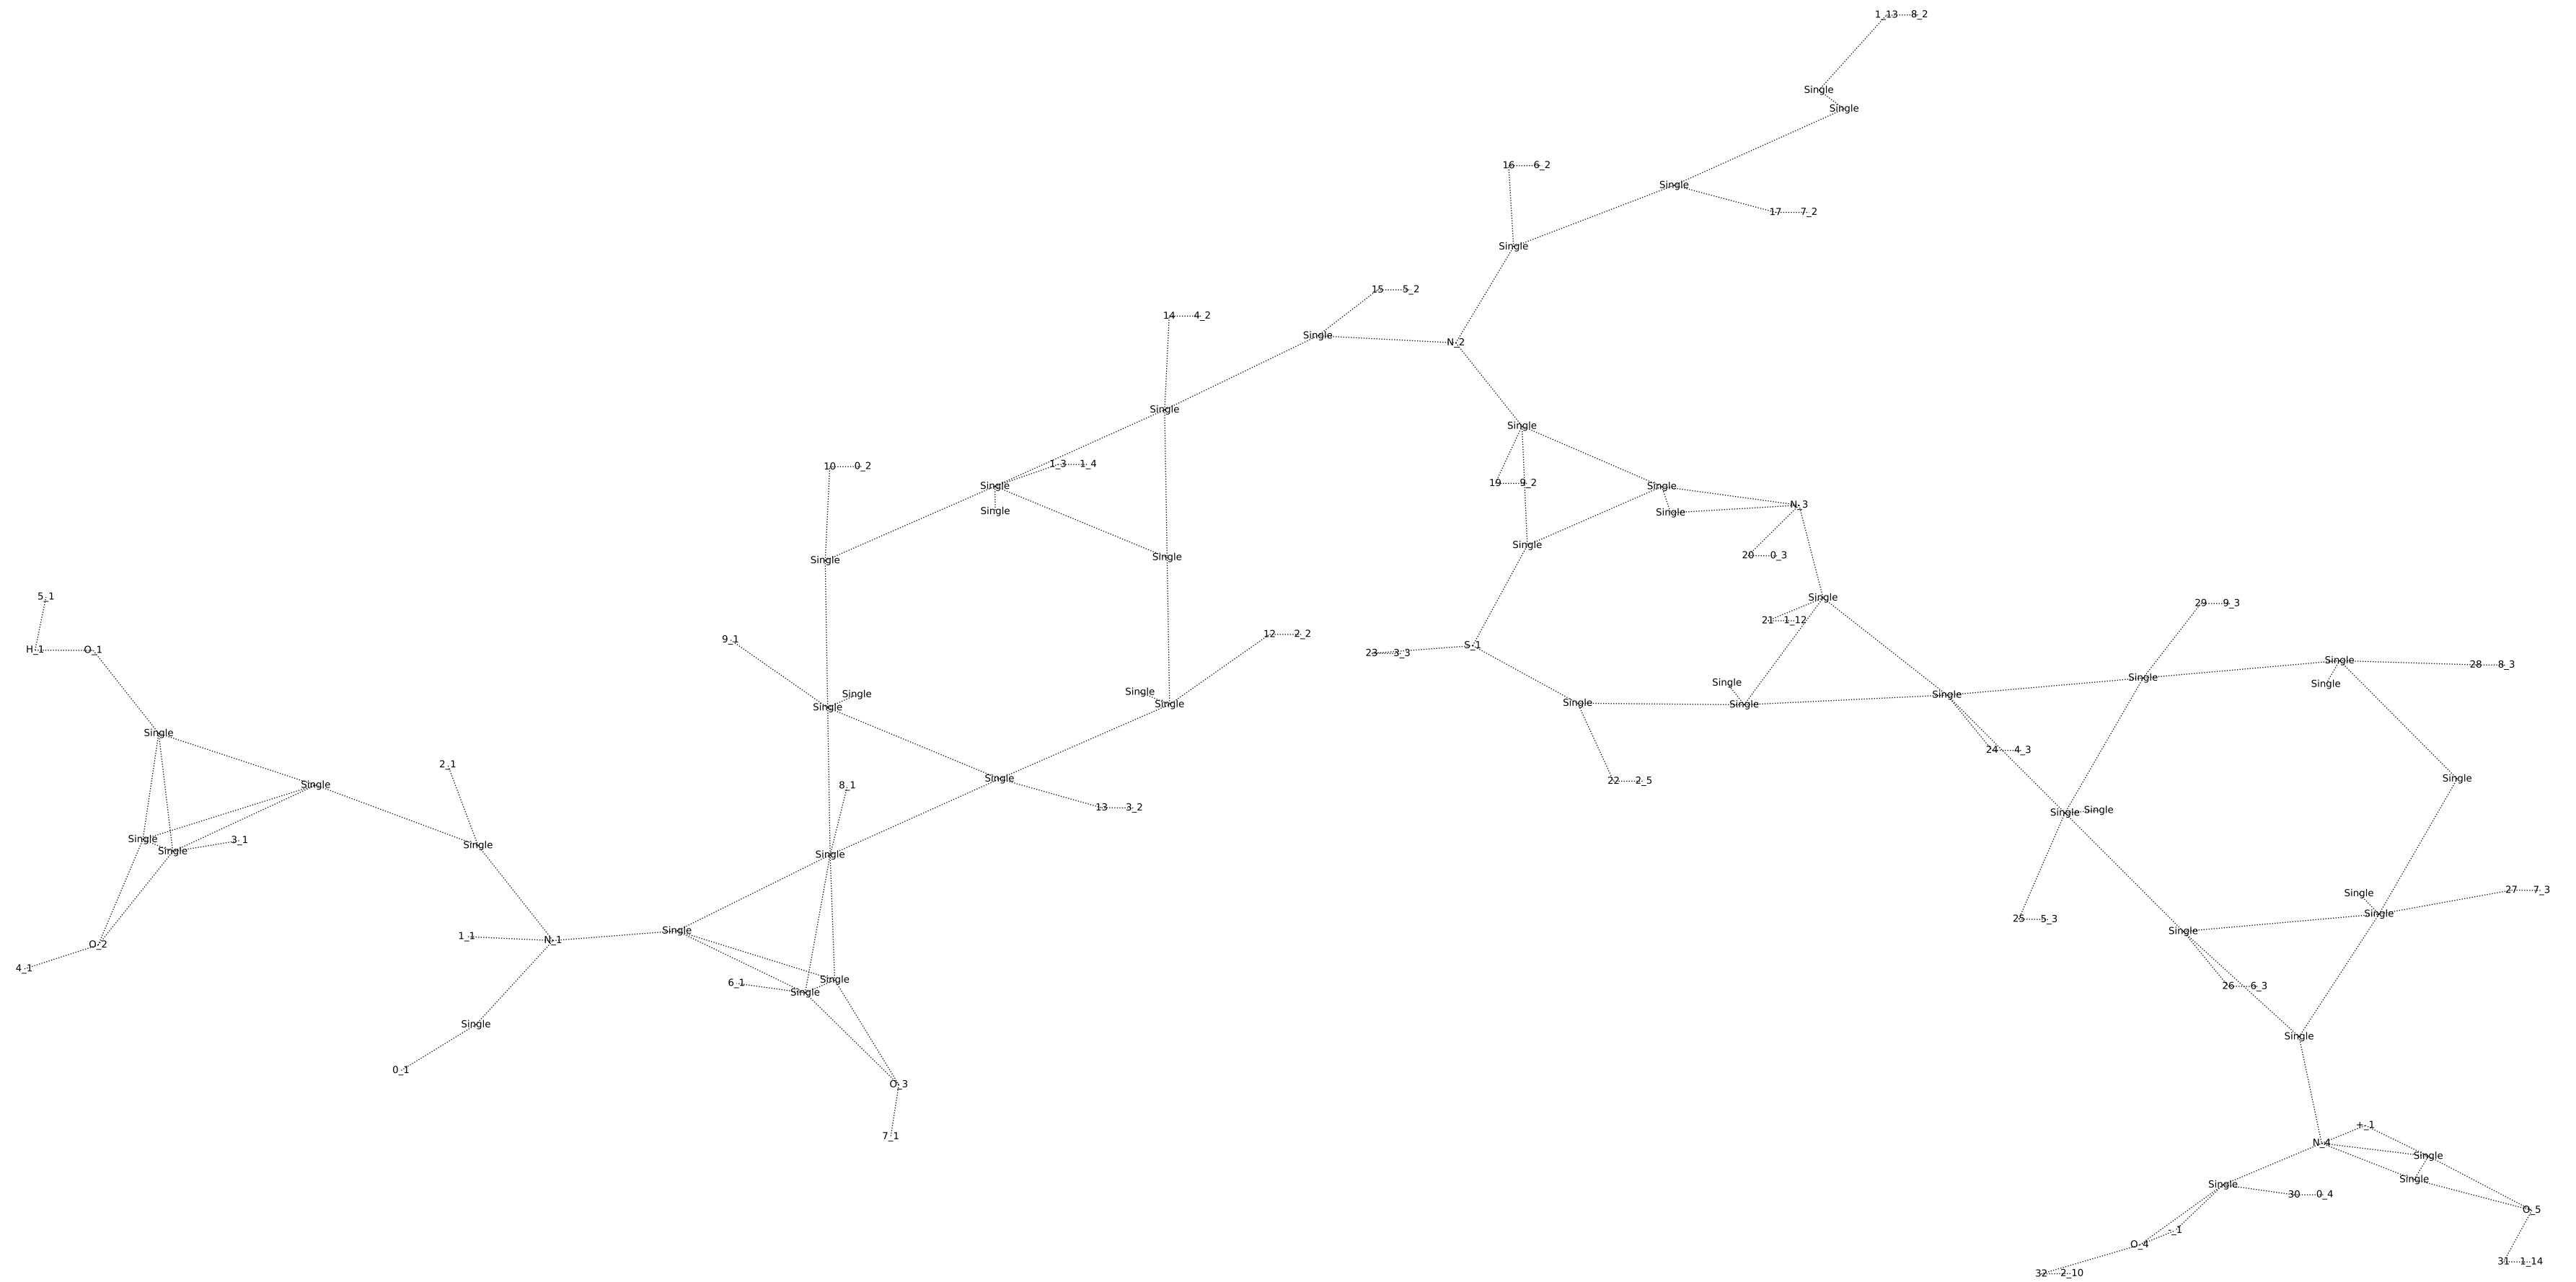 1_13 8_2
Single
Single
16 6_2
Single
17 7_2
Single
15 5_2
14 4_2
Single
N_2
Single
Single
10 0_2
1_3 1_4
Single
Single
19 9_2
Single
Single
N_3
Single
Single
Single
20 0_3
5_1
H_1 O_1
Single
21 1_12
29 9_3
9_1
12 2_2
S_1
23 3_3
Single
28 8_3
Single
Single
Single
Single
Single
Single
Single
Single
Single
Single
Single
24 4_3
Single
2_1
Single
Single
Single
22 2_5
Single
8_1
13 3_2
Single
Single
Single
Single
3_1
Single
Single
27 7_3
Single
Single
25 5_3
Single
Single
1_1
N_1
O_2
4_1
6_1
Single
Single
26 6_3
Single
Single
0_1
O_3
7_1
+_1
N_4
Single
Single
Single
30 0_4
O_5
-_1
O_4
31 1_14
32 2_10